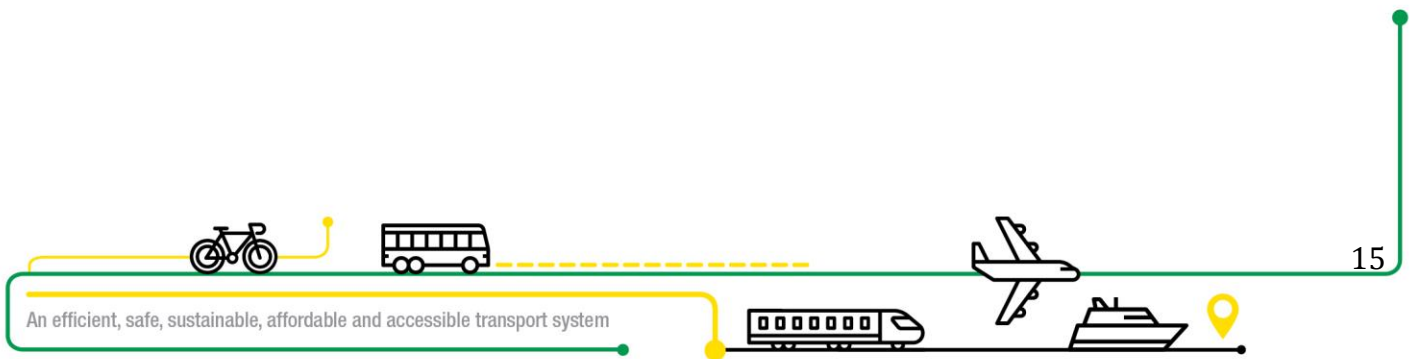 15
An efficient, safe, sustainable, affordable and accessible transport system